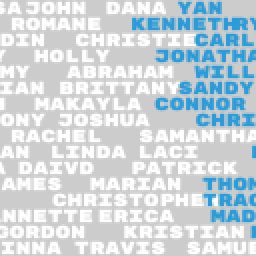 SA JOHN DANA YAN
ROMANE KENNETH RY
DIN CHRISTIE CARL
Y HOLLY JONATHA
MY ABRAHAM WILL
IAN BRITTANY SANDY
MAKAYLA CONNOR
ONY JOSHUA CHRI
RACHEL SAMANTHA
AN LINDA LACI
A DAIVD PATRICK
AMES MARIAN THOM
CHRISTOPHE TRAC
ANNETTE ERICA MAD
GORDON KRISTIAN
INNA TRAVIS SAMUE